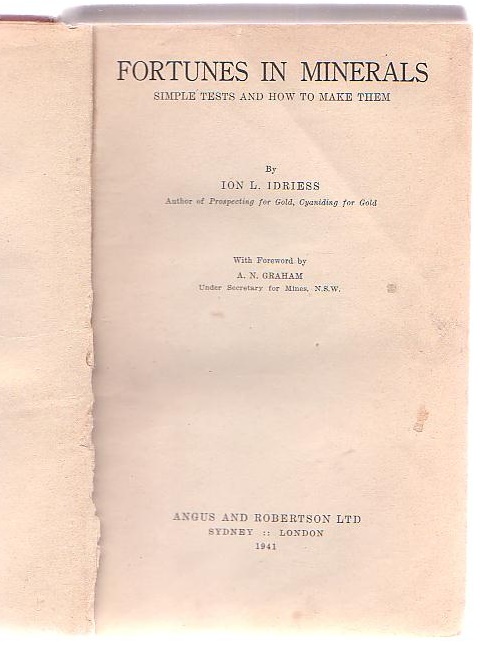 FORTUNES IN MINERALS
SIMPLE TESTS AND HOW TO MAKE THEM
By
ION L. IDRIESS
Author of Prospecting for Gold, Cyaniding for Gold
With Foreword by
A. N. GRAHAM
Under Secretary for Mines, N.S.W.
ANGUS AND ROBERTSON LTD
SYDNEY :: LONDON
1941